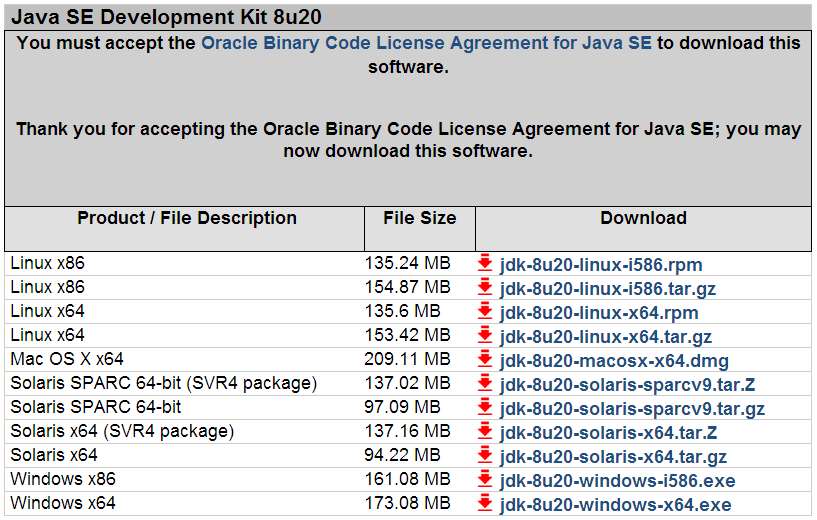 Java SE Development Kit 8u20
You must accept the Oracle Binary Code License Agreement for Java SE to download this
software.
Thank you for accepting the Oracle Binary Code License Agreement for Java SE; you may
now download this software.
Product / File Description File Size Download
Linux x86 135.24 MB jdk-8u20-linux-i586.rpm
Linux x86 154.87 MB jdk-8u20-linux-i586.tar.gz
Linux x64 135.6 MB jdk-8u20-linux-x64.rpm
Linux x64 153.42 MB jdk-8u20-linux-x64.tar.gz
Mac OS X x64 209.11 MB jdk-8u20-macosx-x64.dmg
Solaris SPARC 64-bit (SVR4 package) 137.02 MB jdk-8u20-solaris-sparcv9.tar.Z
Solaris SPARC 64-bit 97.09 MB jdk-8u20-solaris-sparcv9.tar.gz
Solaris x64 (SVR4 package) 137.16 MB jdk-8u20-solaris-x64.tar.Z
Solaris x64 94.22 MB jdk-8u20-solaris-x64.tar.gz
Windows x86 161.08 MB jdk-8u20-windows-i586.exe
Windows x64 173.08 MB jdk-8u20-windows-x64.exe